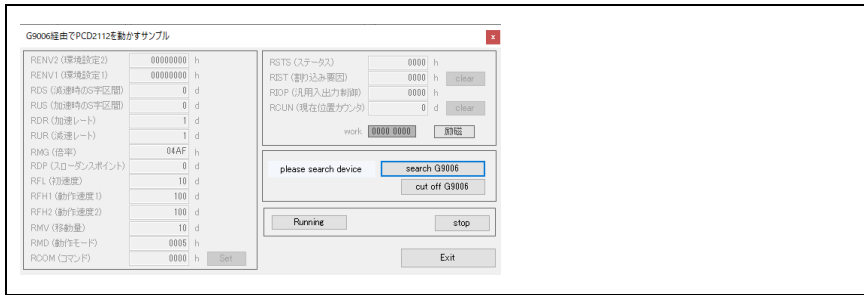 G9006経由でPCD2112を動かすサンプル
x
RENV2 (環境設定2) 00000000 h
RENV1 (環境設定1) 00000000 h
RDS (減速時のS字区間) 0 d
RUS (加速時のS字区間) 0 d
RDR (加速レート) 1 d
RUR (減速レート) 1 d
RMG (倍率) 04AF h
RDP (スローダンスポイント) 0 d
RFL (初速度) 10 d
RFH1 (動作速度1) 100 d
RFH2 (動作速度2) 100 d
RMV (移動量) 10 d
RMD (動作モード) 0005 h
RCOM (コマンド) 0000 h Set
RSTS (ステータス) 0000 h
RIST (割り込み要因) 0000 h clear
RIOP (汎用入出力制御) 0000 h
RCUN (現在位置カウンタ) 0 d clear
work 0000 0000 励磁
please search device search G9006
cut off G9006
Running stop
Exit